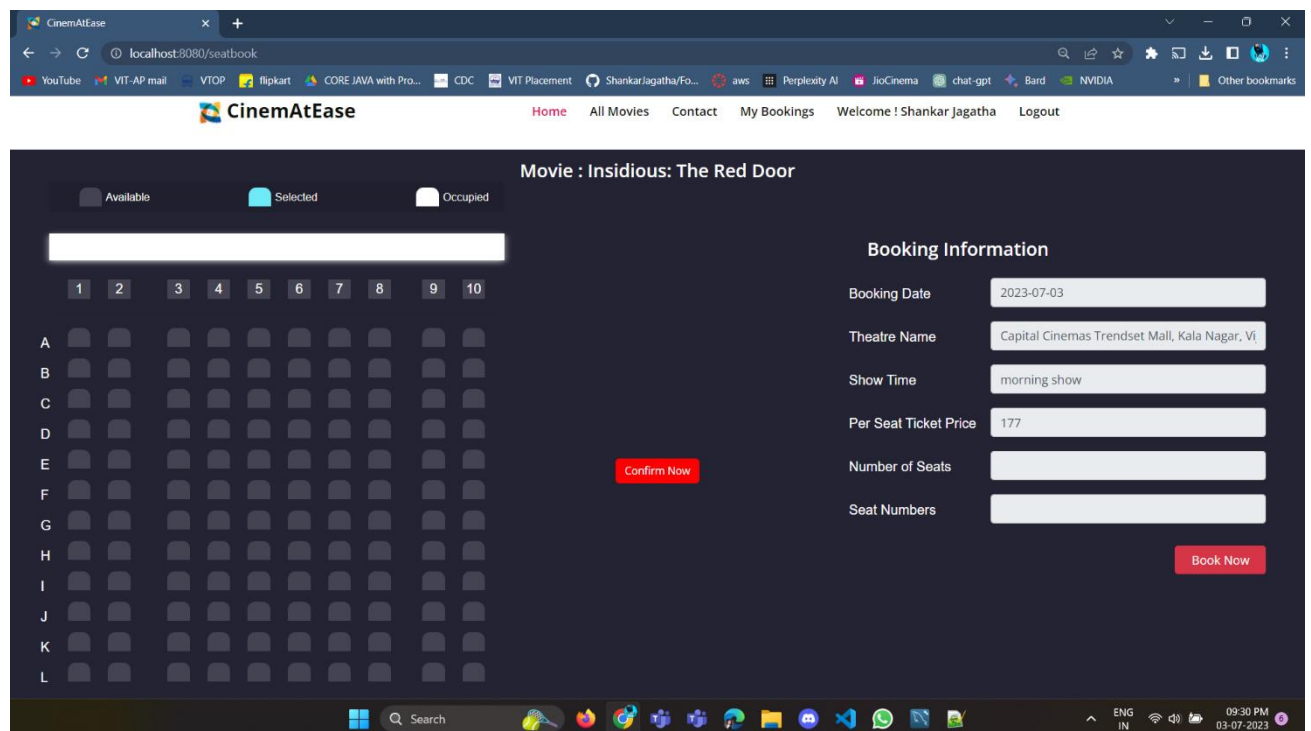 CinemAtEase
localhost:8080/seatbook
YouTube VIT-AP mail VTOP flipkart CORE JAVA with Pro... CDC VIT Placement ShankarJagatha/Fo... aws Perplexity AI JioCinema chat-gpt Bard NVIDIA » Other bookmarks
CinemAtEase Home All Movies Contact My Bookings Welcome ! Shankar Jagatha Logout
Movie : Insidious: The Red Door
Available Selected Occupied
Booking Information
1 2 3 4 5 6 7 8 9 10
Booking Date 2023-07-03
A
Theatre Name Capital Cinemas Trendset Mall, Kala Nagar, Vi
B
Show Time morning show
C
D
Per Seat Ticket Price 177
E
Confirm Now
Number of Seats
F
Seat Numbers
G
H
Book Now
I
J
K
L
Search
ENG
IN
09:30 PM
03-07-2023
6